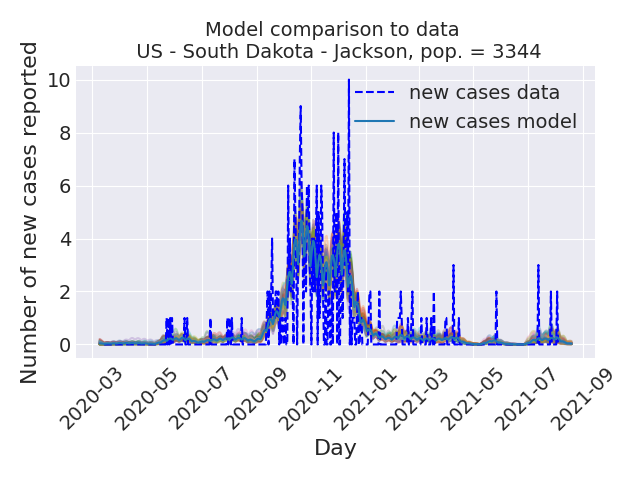 Model comparison to data
US - South Dakota - Jackson, pop. = 3344
Number of new cases reported
10
8
6
4
2
0
new cases data
new cases model
2020-03
2020-05
2020-07
2020-09
2020-11
2021-01
2021-03
2021-05
2021-07
2021-09
Day